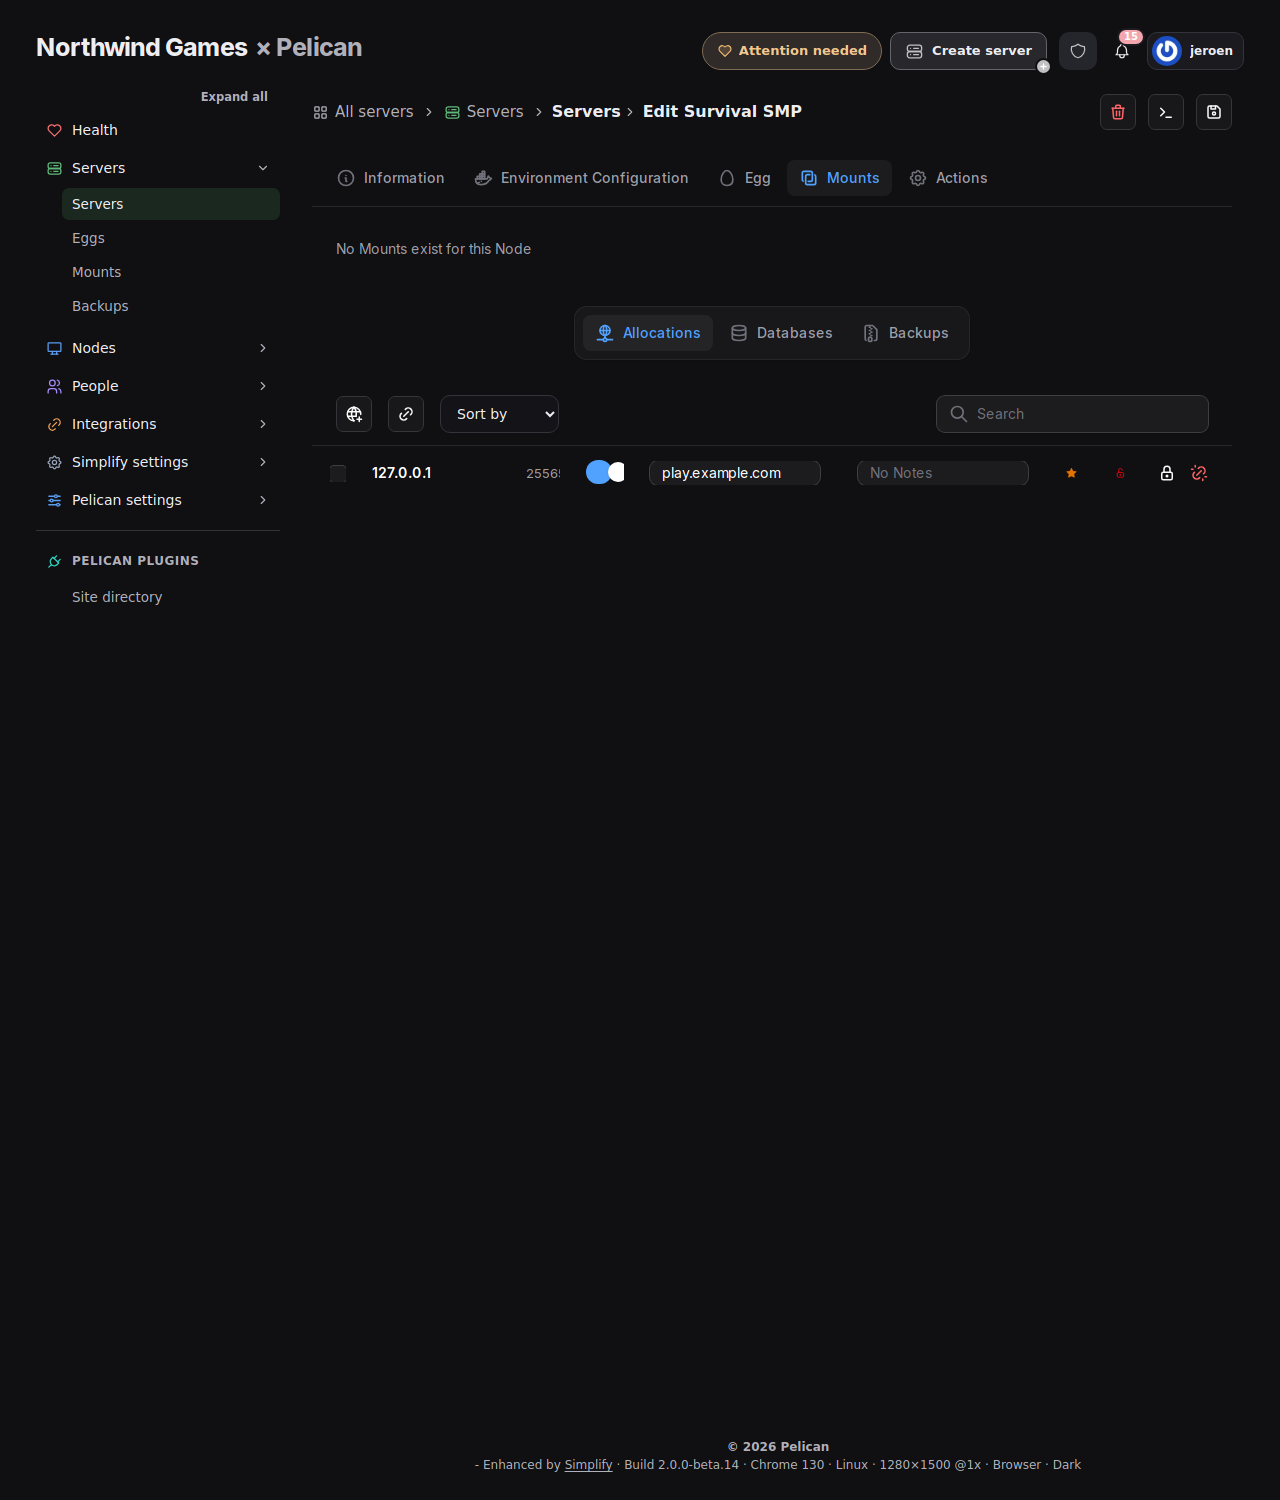 Northwind Games × Pelican
Attention needed
Create server
15
jeroen
Expand all
Health
Servers
Servers
Eggs
Mounts
Backups
Nodes
People
Integrations
Simplify settings
Pelican settings
PELICAN PLUGINS
Site directory
All servers > Servers > Servers > Edit Survival SMP
Information
Environment Configuration
Egg
Mounts
Actions
No Mounts exist for this Node
Allocations
Databases
Backups
Sort by
Search
127.0.0.1
play.example.com
No Notes
© 2026 Pelican
- Enhanced by Simplify · Build 2.0.0-beta.14 · Chrome 130 · Linux · 1280×1500 @1x · Browser · Dark